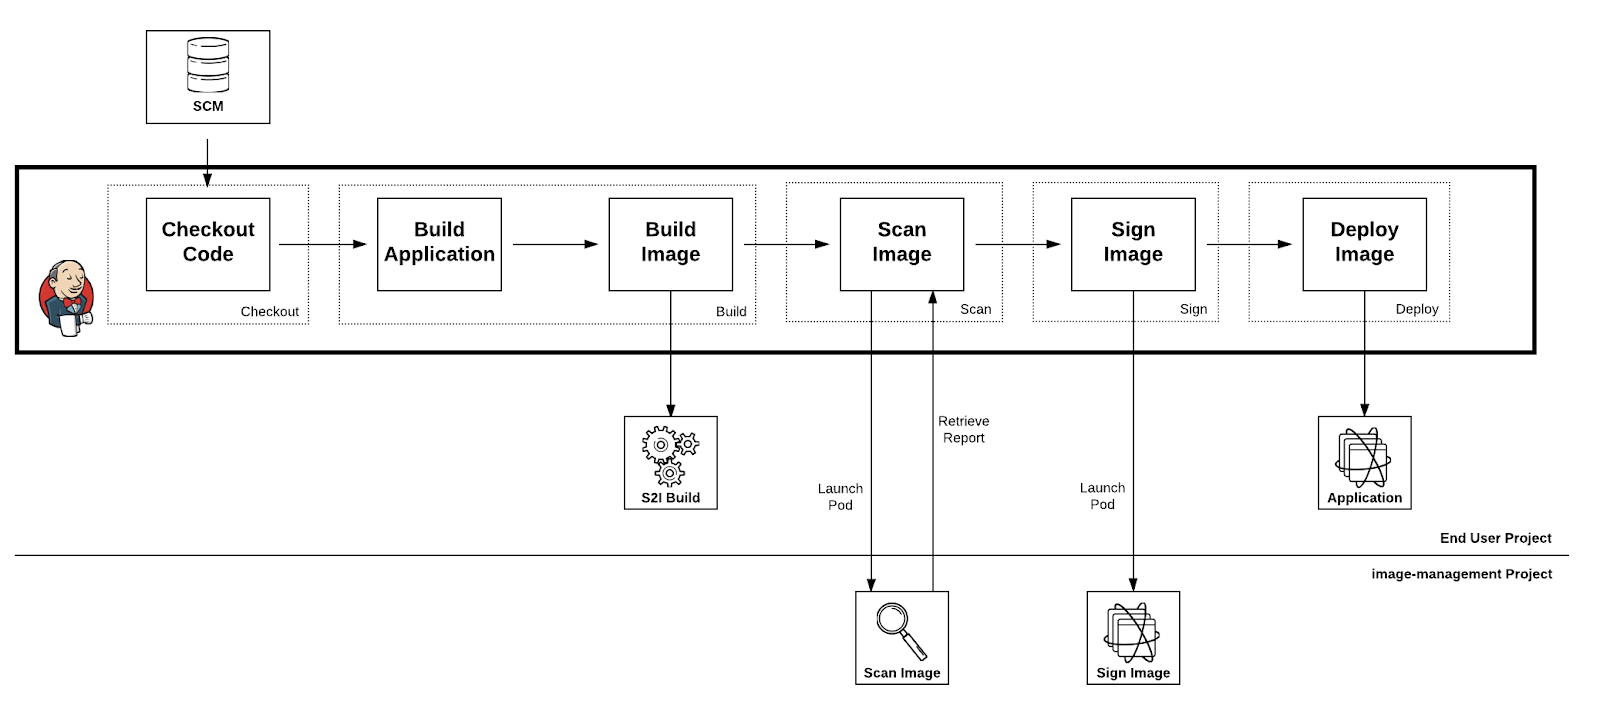 SCM
Checkout
Code
Build
Application
Build
Image
Scan
Image
Sign
Image
Deploy
Image
Checkout
Build
Scan
Sign
Deploy
Retrieve
Report
Launch
Pod
Launch
Pod
S2I Build
Application
End User Project
image-management Project
Scan Image
Sign Image